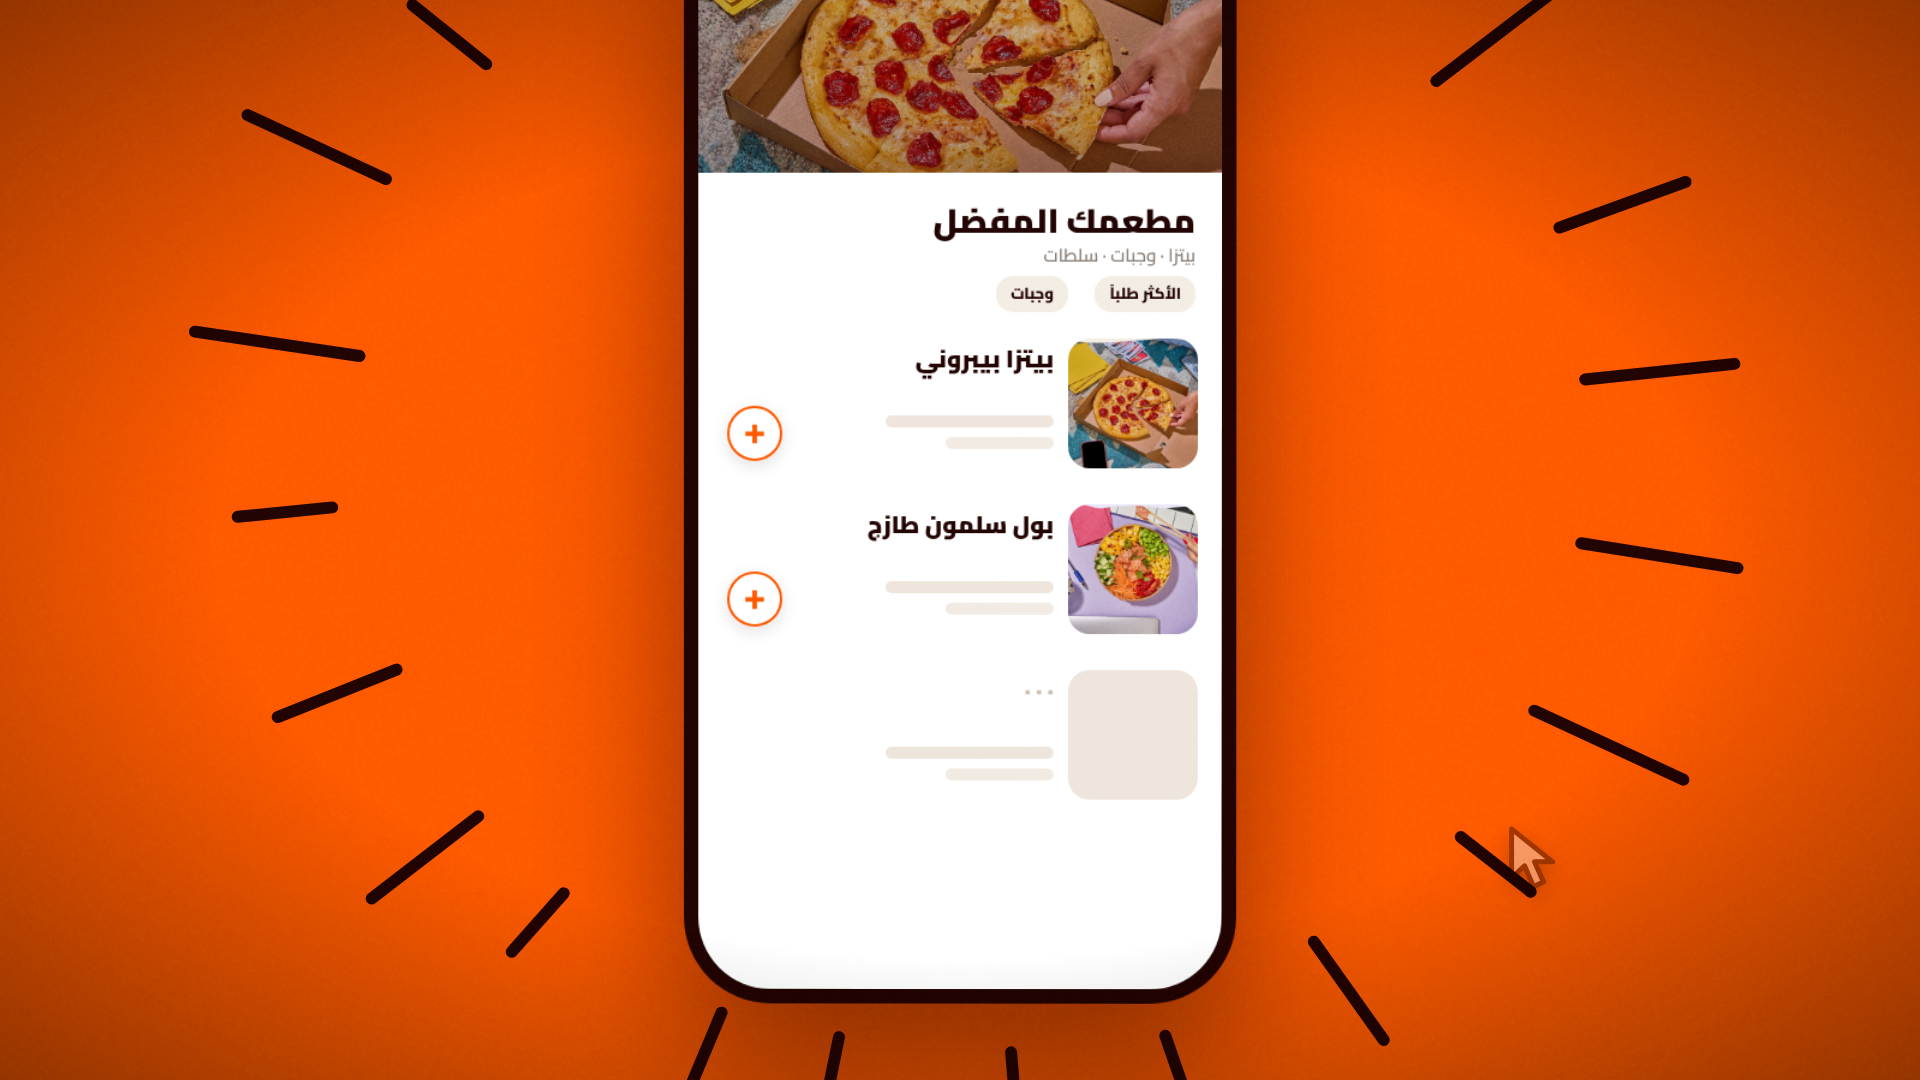 مطعمك المفضل
بيتزا · وجبات · سلطات
الأكثر طلباً
وجبات
بيتزا بيبروني
بول سلمون طازج
...